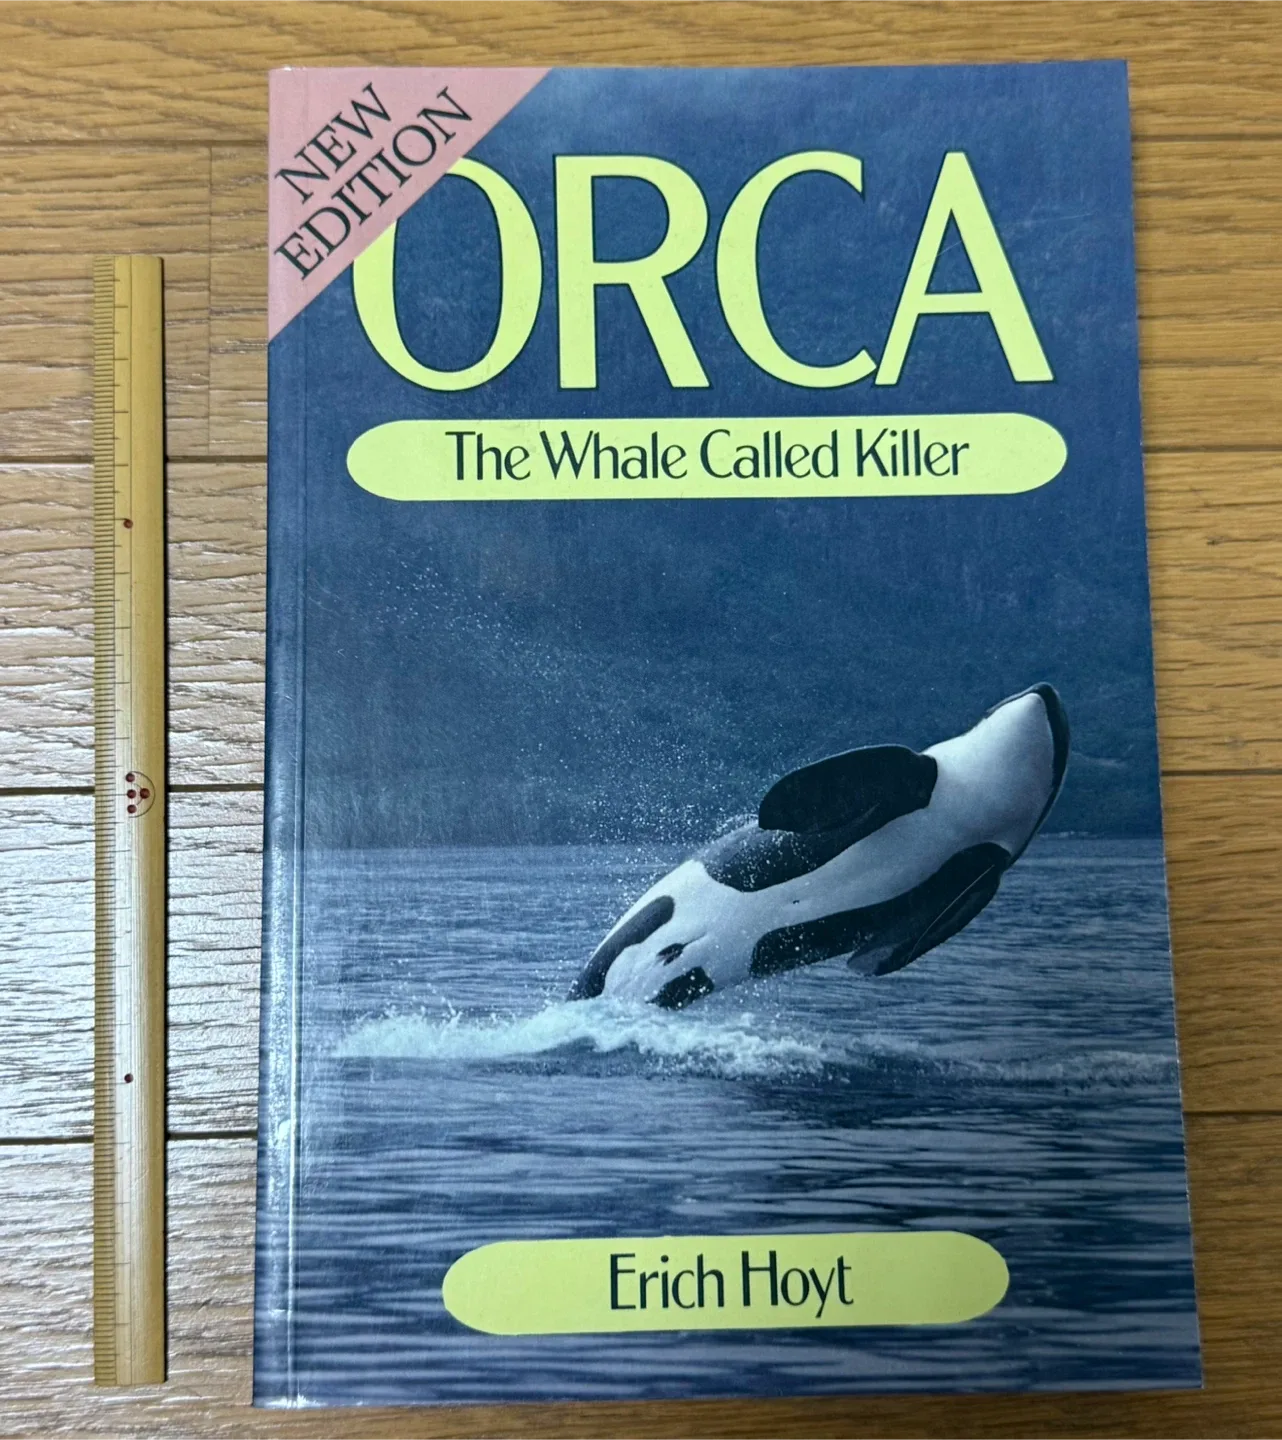 NEW
EDITION
ORCA
The Whale Called Killer
Erich Hoyt